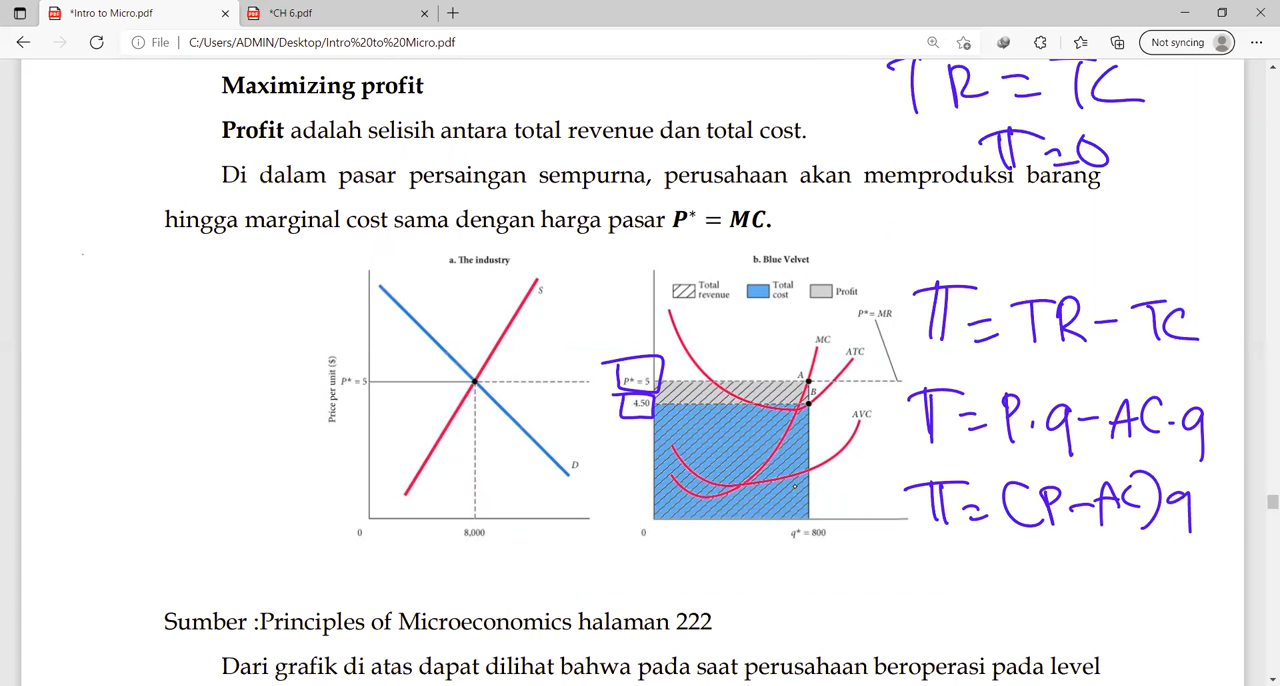 *Intro to Micro.pdf
*CH 6.pdf
File
C:/Users/ADMIN/Desktop/Intro%20to%20Micro.pdf
Not syncing
TR = TC
Maximizing profit
Profit adalah selisih antara total revenue dan total cost.
π = 0
Di dalam pasar persaingan sempurna, perusahaan akan memproduksi barang
hingga marginal cost sama dengan harga pasar P* = MC.
a. The industry
Price per unit ($)
S
P* = 5
D
0
8,000
b. Blue Velvet
Total revenue
Total cost
Profit
P* = MR
MC
ATC
A
P* = 5
B
4.50
AVC
0
q* = 800
π = TR - TC
π = P.q - AC.q
π = (P - AC)q
Sumber :Principles of Microeconomics halaman 222
Dari grafik di atas dapat dilihat bahwa pada saat perusahaan beroperasi pada level